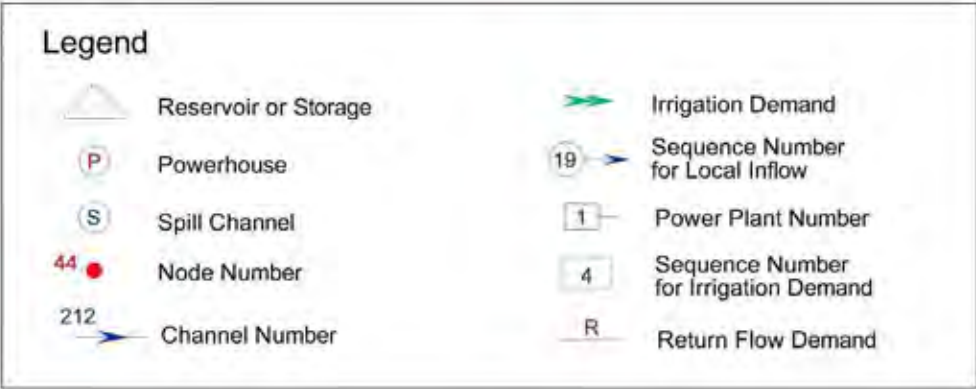 Legend
Reservoir or Storage
P
Powerhouse
S
Spill Channel
44
Node Number
212
Channel Number
Irrigation Demand
19
Sequence Number
for Local Inflow
1
Power Plant Number
4
Sequence Number
for Irrigation Demand
R
Return Flow Demand